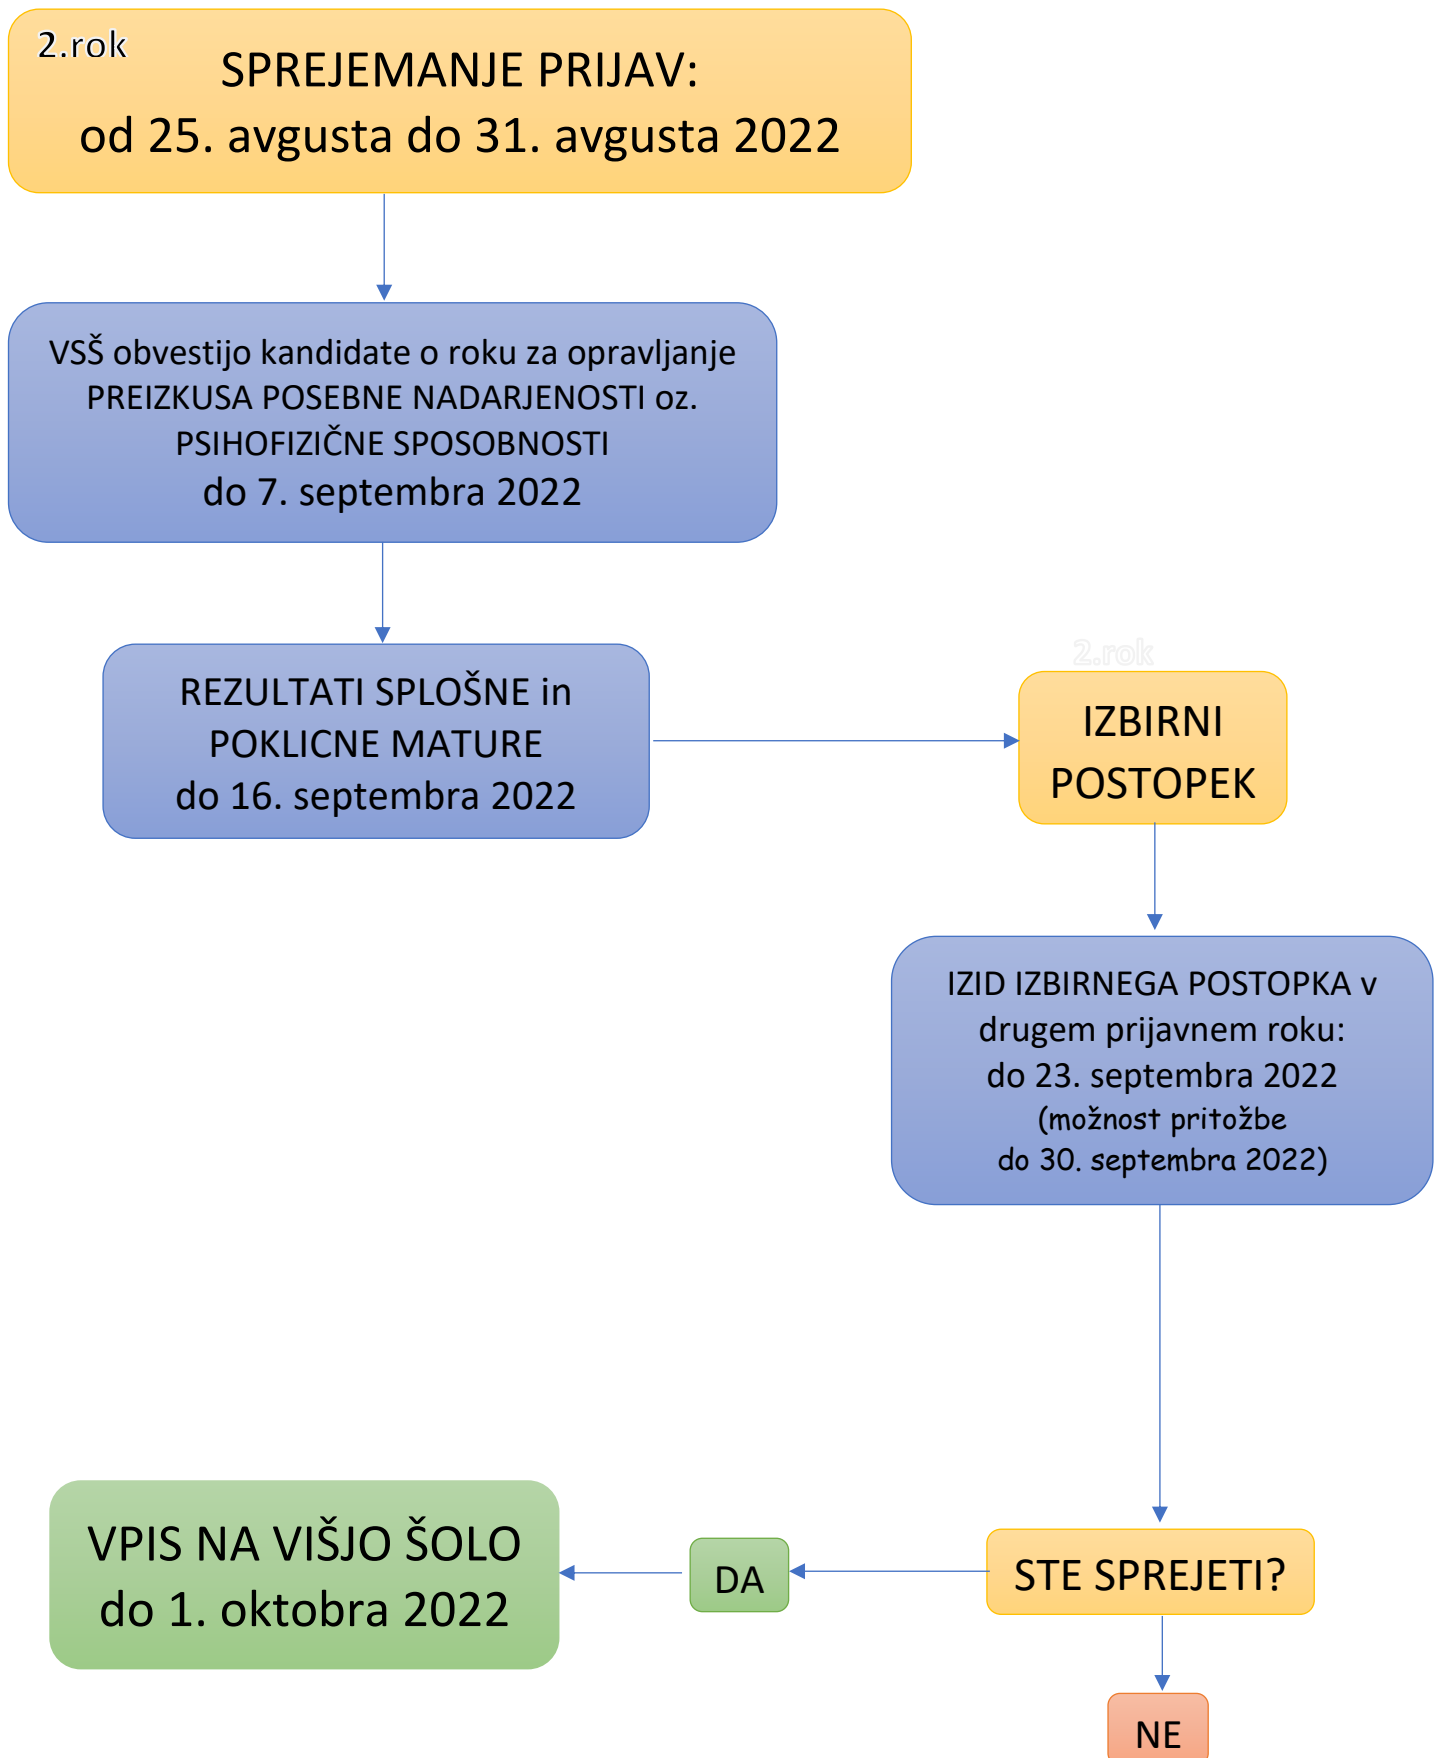 2.rok
SPREJEMANJE PRIJAV:
od 25. avgusta do 31. avgusta 2022
VSŠ obvestijo kandidate o roku za opravljanje
PREIZKUSA POSEBNE NADARJENOSTI oz.
PSIHOFIZIČNE SPOSOBNOSTI
do 7. septembra 2022
REZULTATI SPLOŠNE in
POKLICNE MATURE
do 16. septembra 2022
2.rok
IZBIRNI
POSTOPEK
IZID IZBIRNEGA POSTOPKA v
drugem prijavnem roku:
do 23. septembra 2022
(možnost pritožbe
do 30. septembra 2022)
STE SPREJETI?
DA
VPIS NA VIŠJO ŠOLO
do 1. oktobra 2022
NE